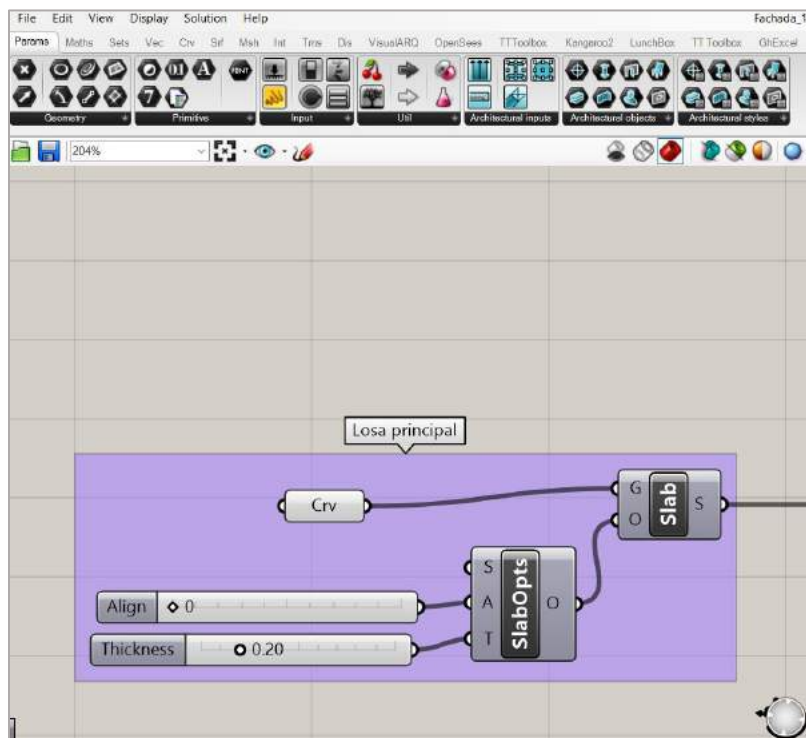 File Edit View Display Solution Help Fachada_1
Params Maths Sets Vec Crv Srf Msh Int Trns Dis VisualARQ OpenSees TTToolbox Kangaroo2 LunchBox TT Toolbox GhExcel
Geometry Primitive Input Util Architectural inputs Architectural objects Architectural styles
204%
Losa principal
Crv
G
O
Slab
S
S
A
T
SlabOpts
O
Align 0
Thickness 0.20